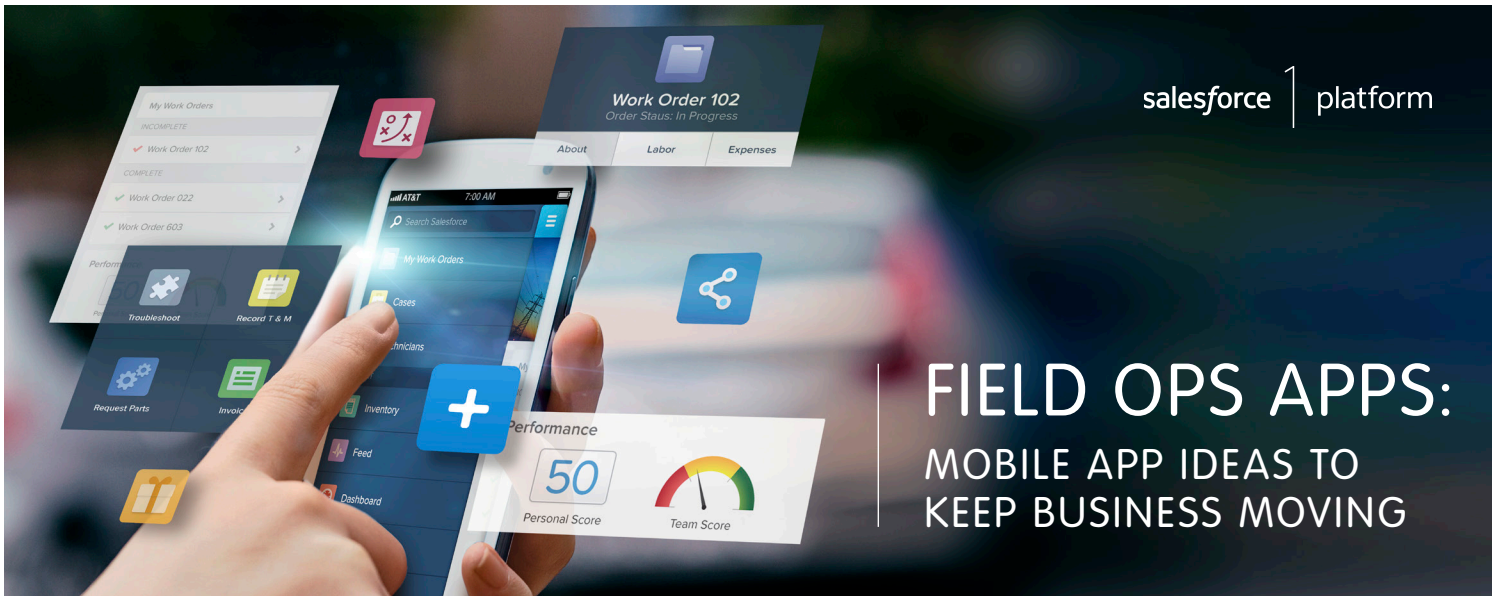 salesforce 1 platform
FIELD OPS APPS:
MOBILE APP IDEAS TO
KEEP BUSINESS MOVING
My Work Orders
INCOMPLETE
Work Order 102
COMPLETE
Work Order 022
Work Order 603
Work Order 102
Order Staus: In Progress
About Labor Expenses
AT&T 7:00 AM
Search Salesforce
My Work Orders
Cases
Inventory
Feed
Dashboard
Troubleshoot
Record T & M
Request Parts
Performance
50
Personal Score
Team Score